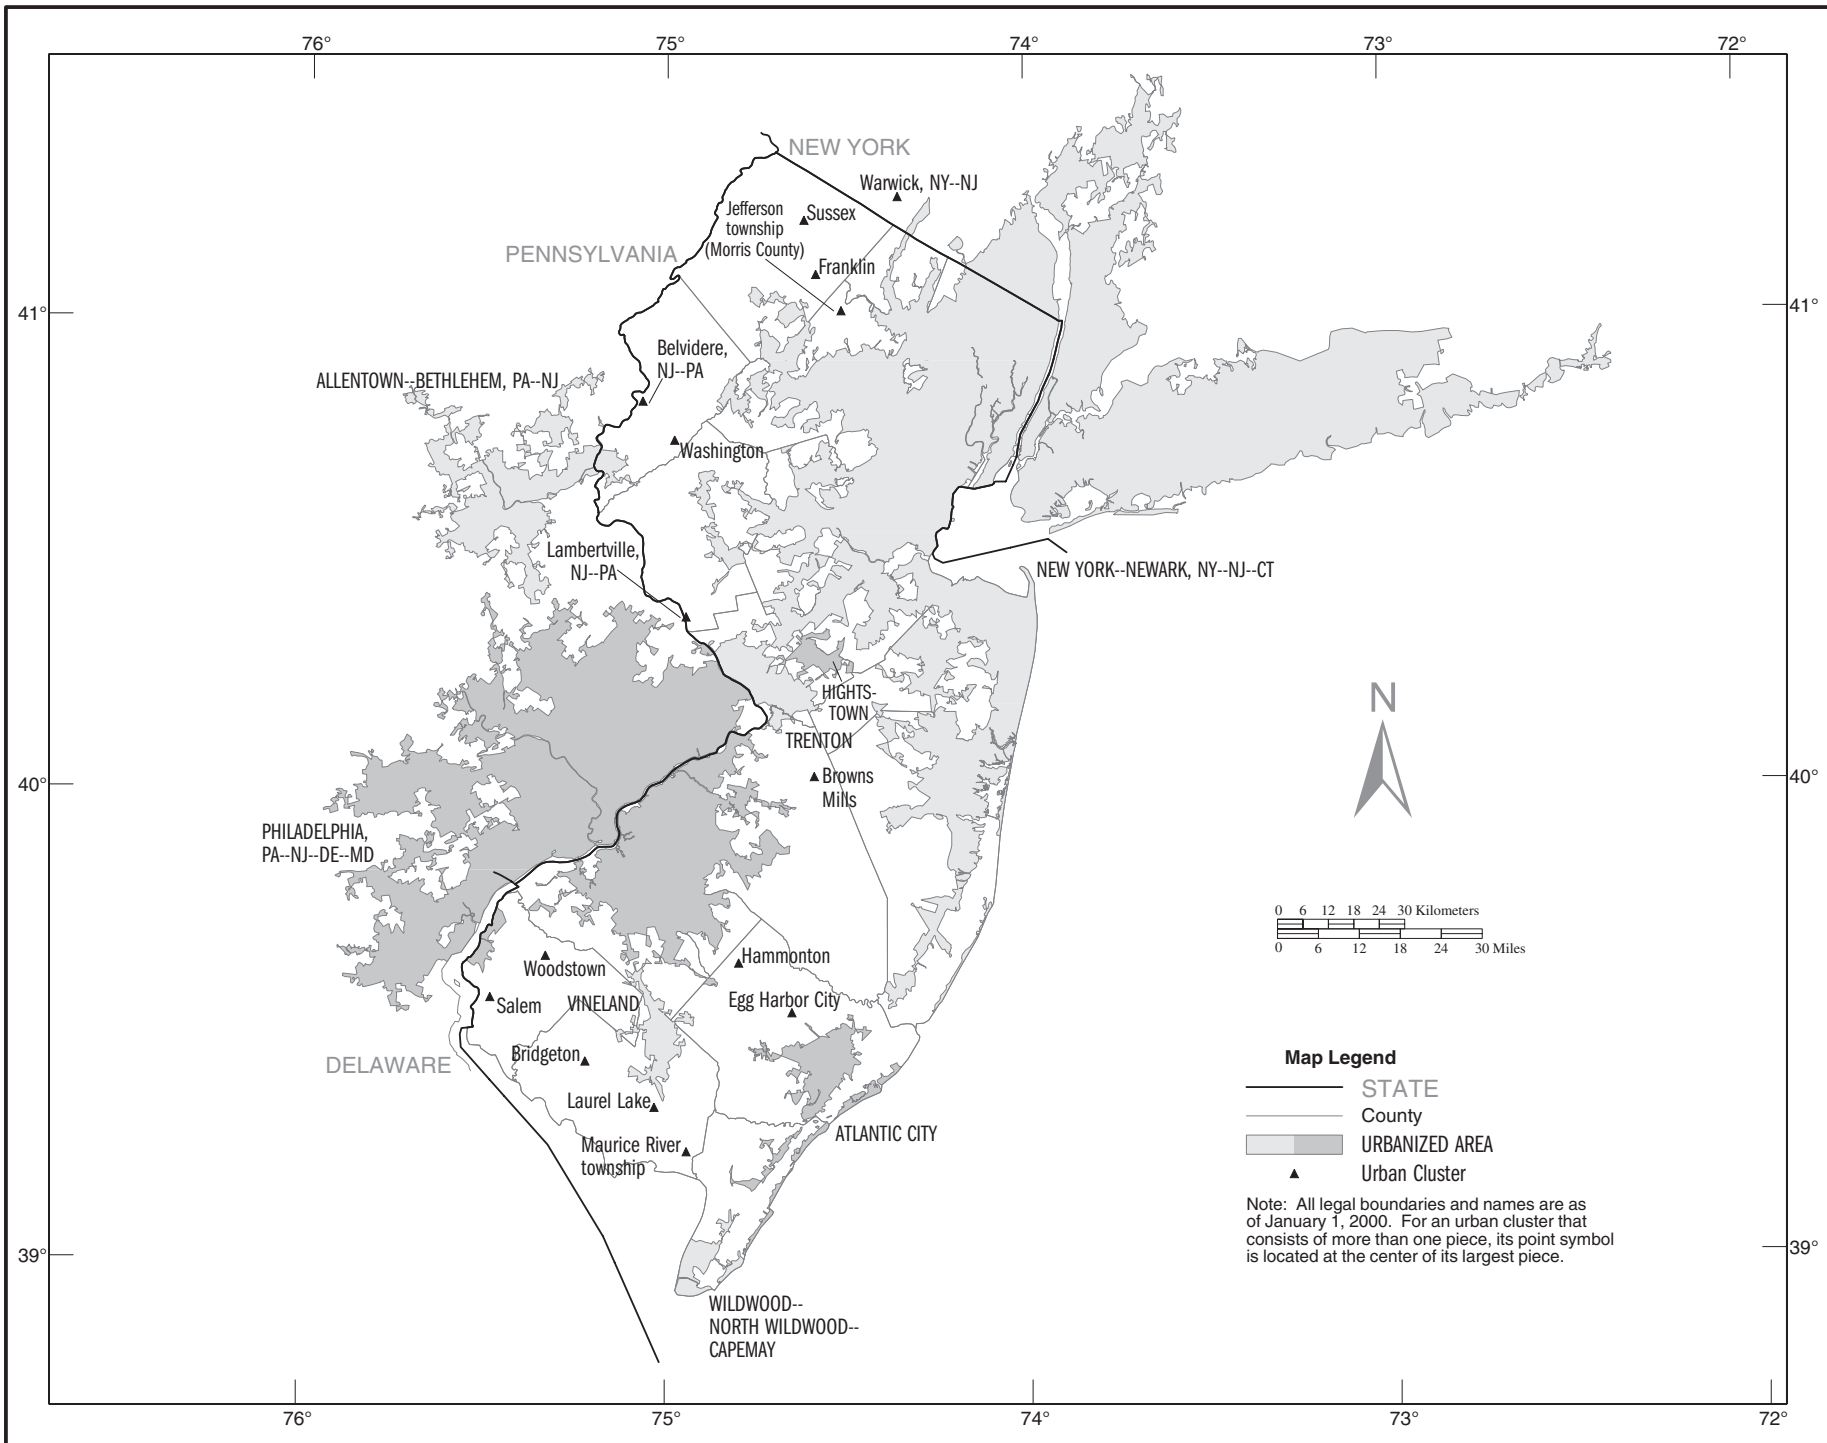 76°
75°
74°
73°
72°
NEW YORK
Warwick, NY--NJ
Jefferson
township
(Morris County)
Sussex
PENNSYLVANIA
Franklin
41°
41°
Belvidere,
NJ--PA
ALLENTOWN--BETHLEHEM, PA--NJ
Washington
Lambertville,
NJ--PA
NEW YORK--NEWARK, NY--NJ--CT
HIGHTS-
TOWN
TRENTON
N
40°
40°
Browns
Mills
PHILADELPHIA,
PA--NJ--DE--MD
0 6 12 18 24 30 Kilometers
0 6 12 18 24 30 Miles
Hammonton
Woodstown
Egg Harbor City
Salem
VINELAND
Bridgeton
DELAWARE
Laurel Lake
ATLANTIC CITY
Maurice River
township
Map Legend
STATE
County
URBANIZED AREA
Urban Cluster
Note: All legal boundaries and names are as
of January 1, 2000. For an urban cluster that
consists of more than one piece, its point symbol
is located at the center of its largest piece.
39°
39°
WILDWOOD--
NORTH WILDWOOD--
CAPEMAY
76°
75°
74°
73°
72°